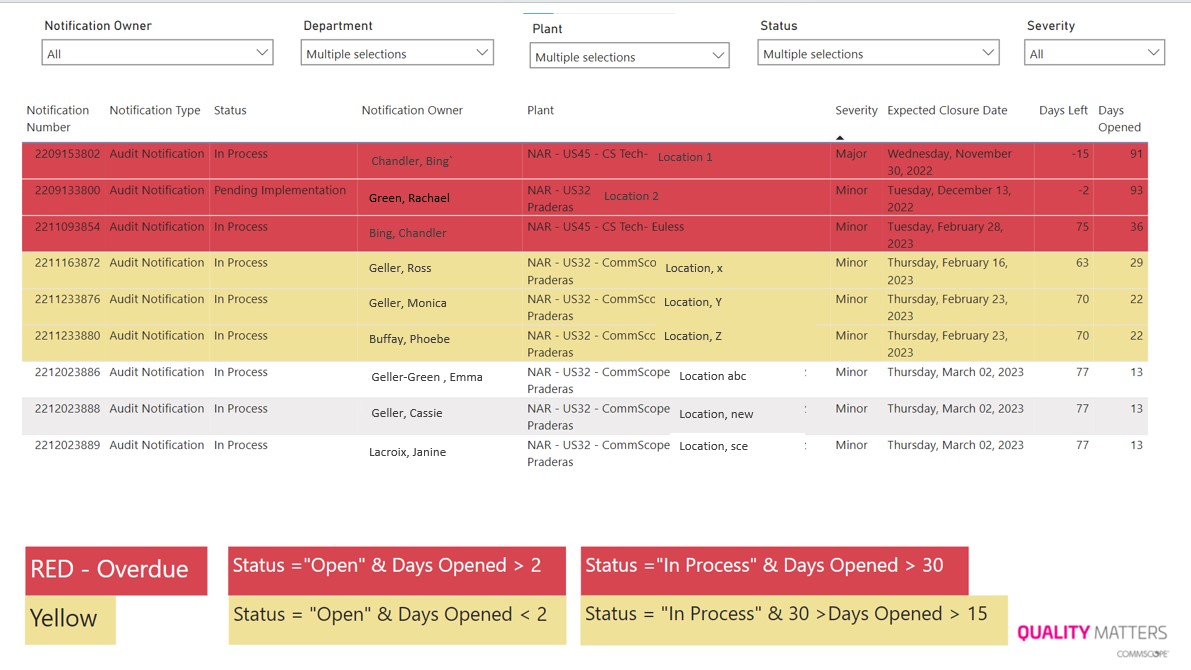 Notification Owner Department Plant Status Severity
All Multiple selections Multiple selections Multiple selections All
Notification Number Notification Type Status Notification Owner Plant Severity Expected Closure Date Days Left Days Opened
2209153802 Audit Notification In Process Chandler, Bing` NAR - US45 - CS Tech- Location 1 Major Wednesday, November -15 91
30, 2022
2209133800 Audit Notification Pending Implementation Green, Rachael NAR - US32 Location 2 Minor Tuesday, December 13, -2 93
Praderas 2022
2211093854 Audit Notification In Process Bing, Chandler NAR - US45 - CS Tech- Euless Minor Tuesday, February 28, 75 36
2023
2211163872 Audit Notification In Process Geller, Ross NAR - US32 - CommSco Location, x Minor Thursday, February 16, 63 29
Praderas 2023
2211233876 Audit Notification In Process Geller, Monica NAR - US32 - CommScc Location, Y Minor Thursday, February 23, 70 22
Praderas 2023
2211233880 Audit Notification In Process Buffay, Phoebe NAR - US32 - CommScc Location, Z Minor Thursday, February 23, 70 22
Praderas 2023
2212023886 Audit Notification In Process Geller-Green , Emma NAR - US32 - CommScope Location abc Minor Thursday, March 02, 2023 77 13
Praderas
2212023888 Audit Notification In Process Geller, Cassie NAR - US32 - CommScope Location, new Minor Thursday, March 02, 2023 77 13
Praderas
2212023889 Audit Notification In Process Lacroix, Janine NAR - US32 - CommScope Location, sce Minor Thursday, March 02, 2023 77 13
Praderas
RED - Overdue Status ="Open" & Days Opened > 2 Status ="In Process" & Days Opened > 30
Yellow Status = "Open" & Days Opened < 2 Status = "In Process" & 30 >Days Opened > 15
QUALITY MATTERS
COMMSCOPE